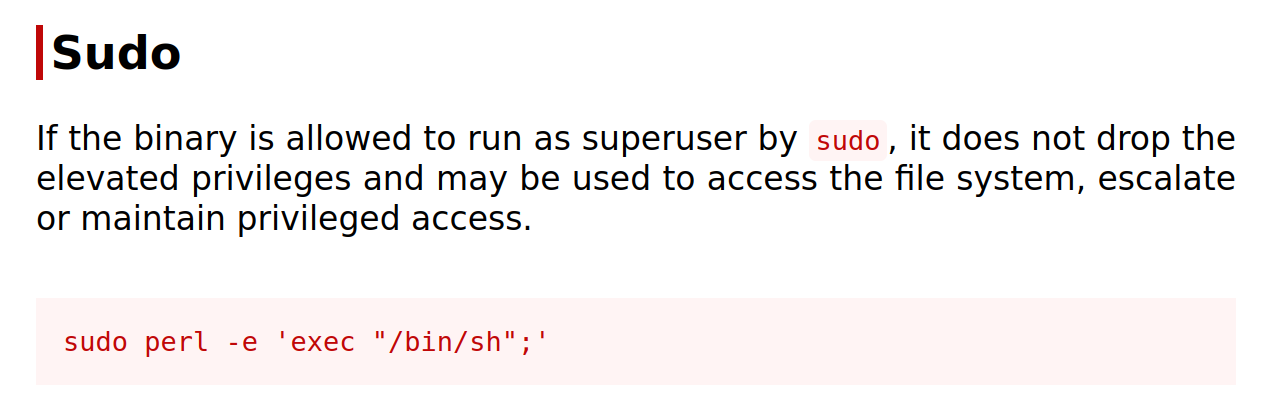 Sudo
If the binary is allowed to run as superuser by sudo, it does not drop the
elevated privileges and may be used to access the file system, escalate
or maintain privileged access.
sudo perl -e 'exec "/bin/sh";'